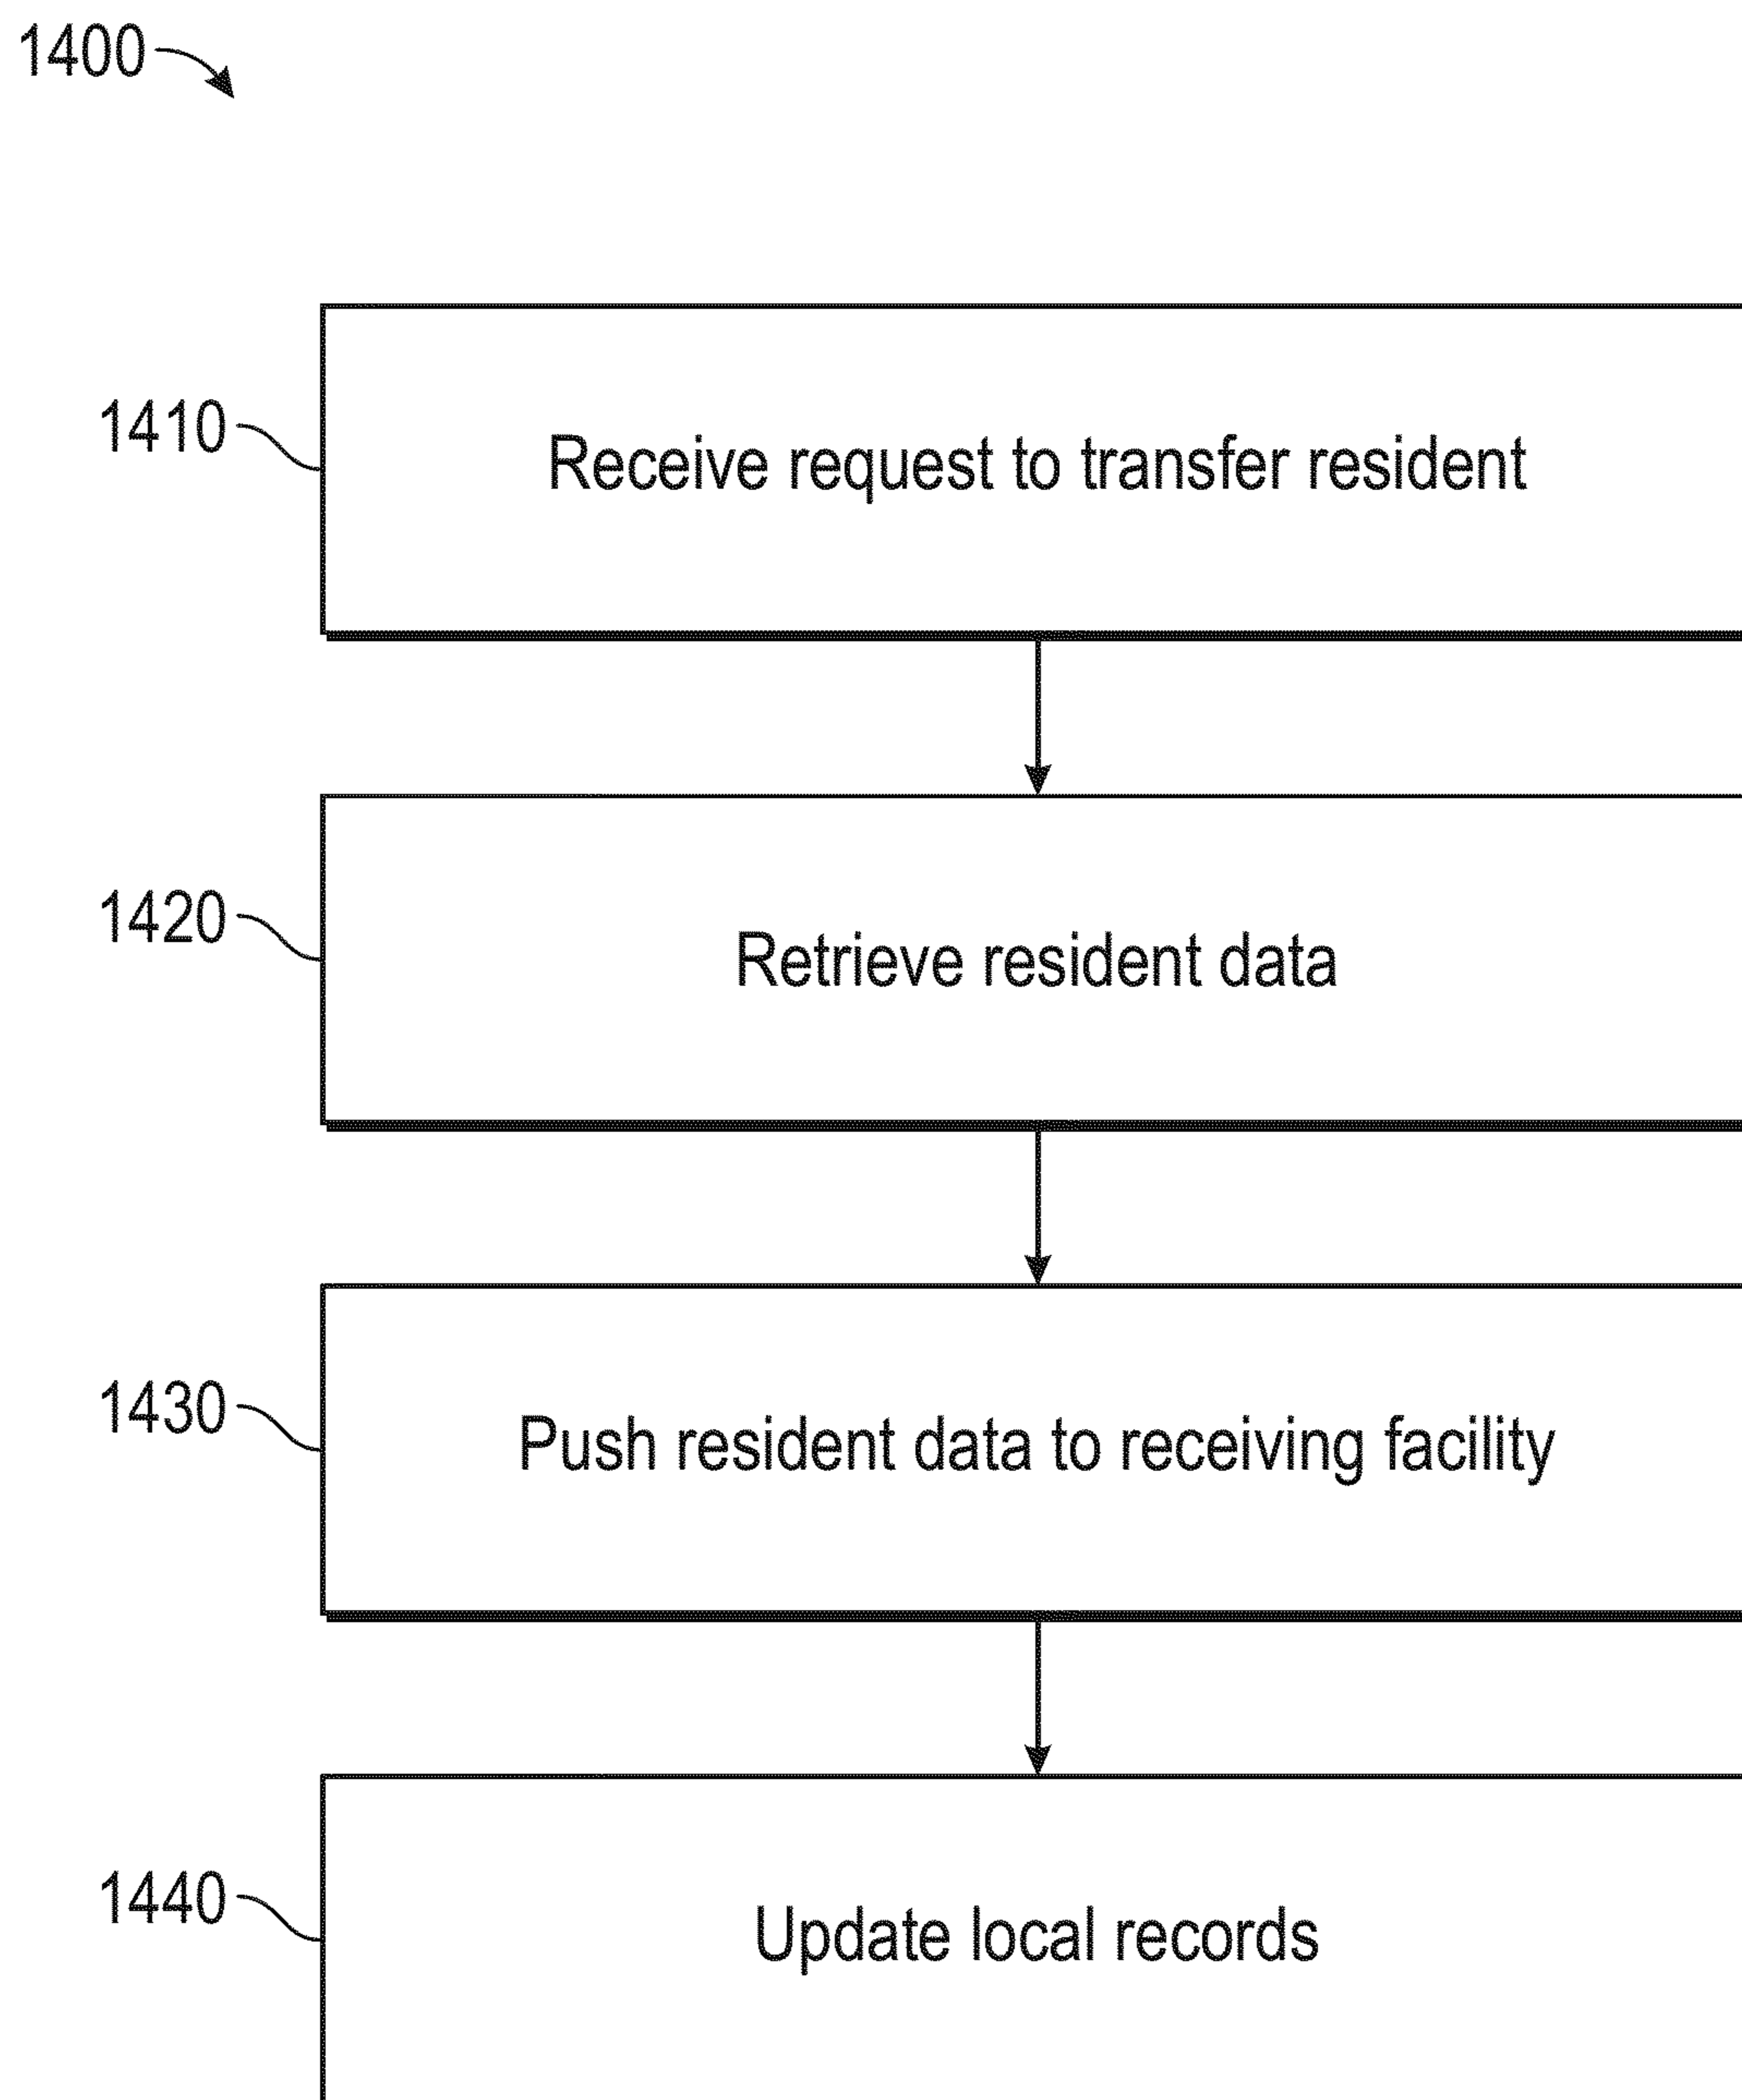 1400
1410
Receive request to transfer resident
1420
Retrieve resident data
1430
Push resident data to receiving facility
1440
Update local records